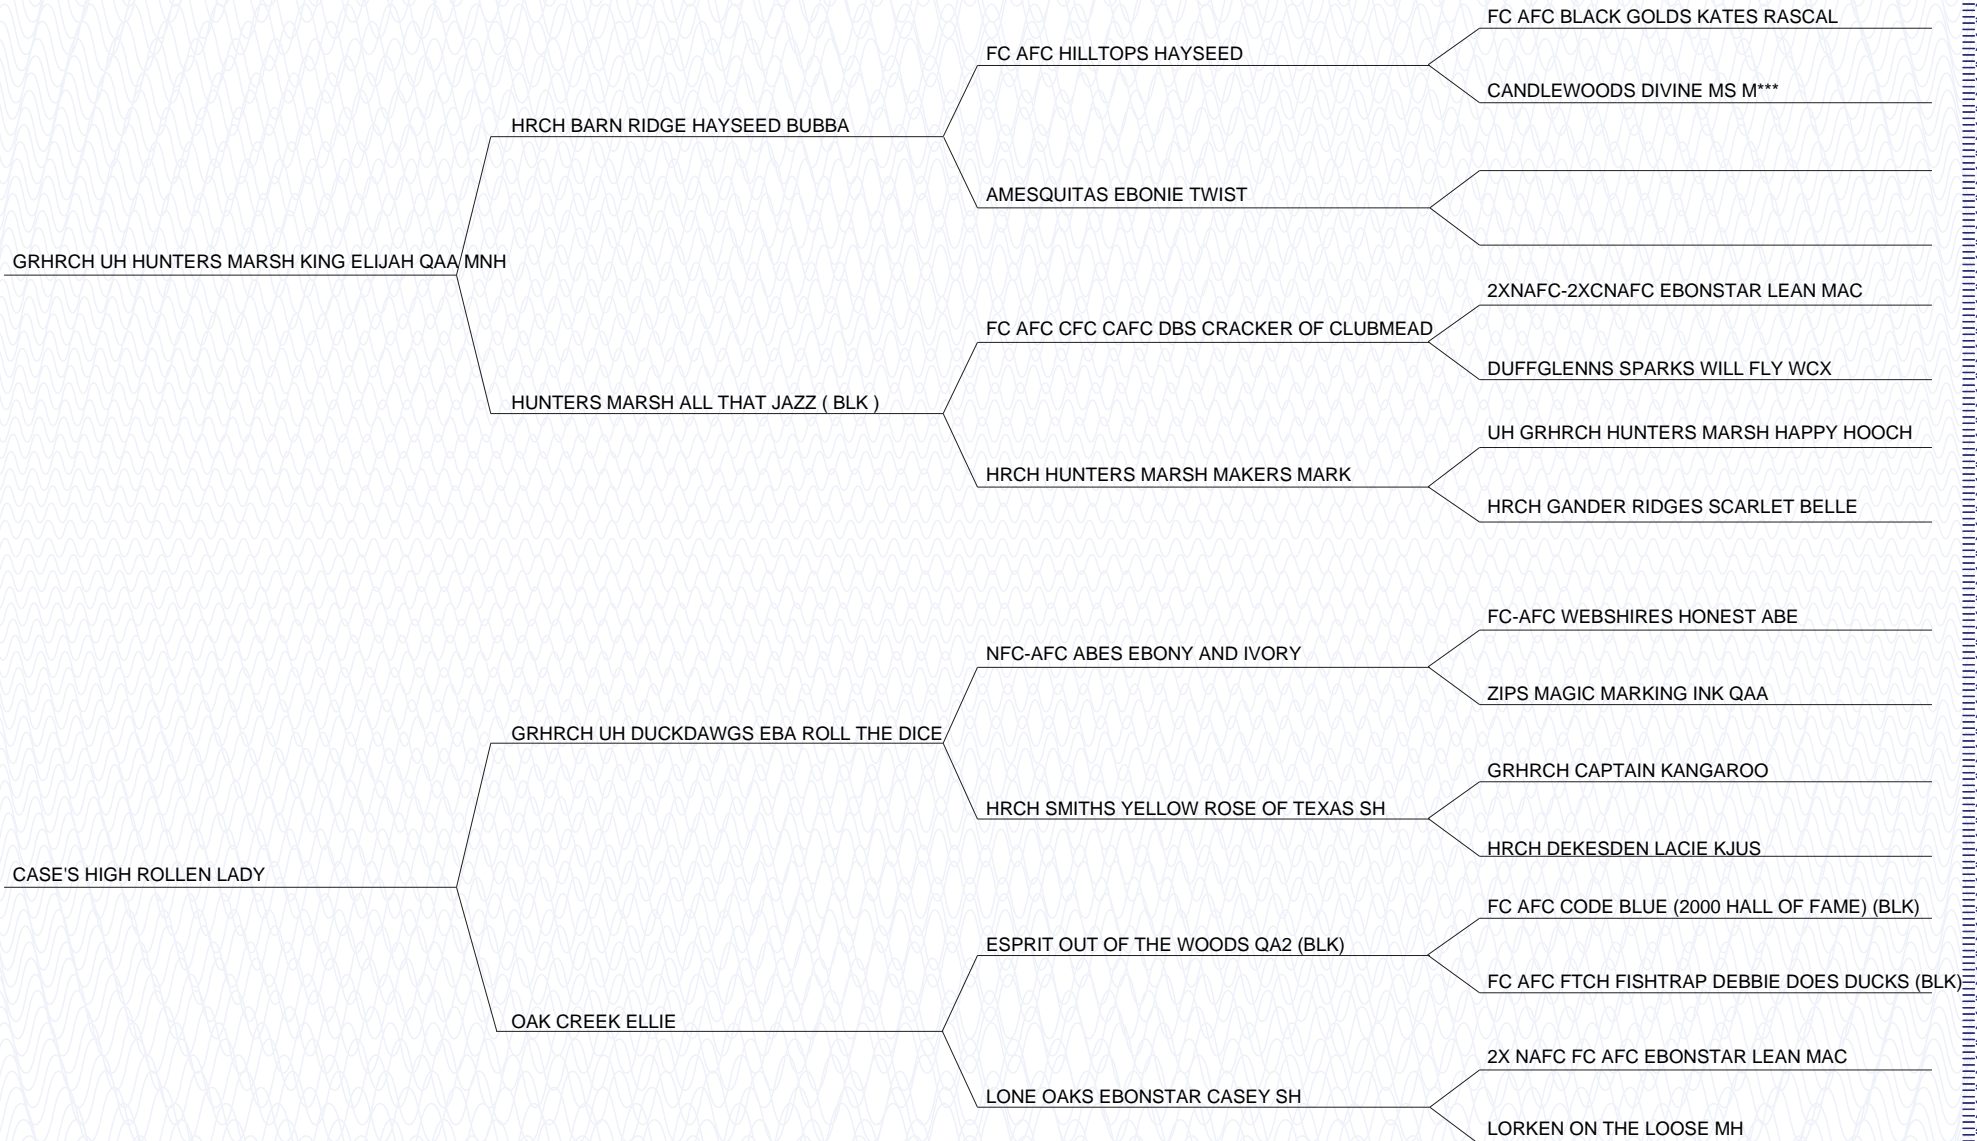 FC AFC BLACK GOLDS KATES RASCAL
FC AFC HILLTOPS HAYSEED
CANDLEWOODS DIVINE MS M***
HRCH BARN RIDGE HAYSEED BUBBA
AMESQUITAS EBONIE TWIST
GRHRCH UH HUNTERS MARSH KING ELIJAH QAA MNH
2XNAFC-2XCNAFC EBONSTAR LEAN MAC
FC AFC CFC CAFC DBS CRACKER OF CLUBMEAD
DUFFGLENNS SPARKS WILL FLY WCX
HUNTERS MARSH ALL THAT JAZZ ( BLK )
UH GRHRCH HUNTERS MARSH HAPPY HOOCH
HRCH HUNTERS MARSH MAKERS MARK
HRCH GANDER RIDGES SCARLET BELLE
FC-AFC WEBSHIRES HONEST ABE
NFC-AFC ABES EBONY AND IVORY
ZIPS MAGIC MARKING INK QAA
GRHRCH UH DUCKDAWGS EBA ROLL THE DICE
GRHRCH CAPTAIN KANGAROO
HRCH SMITHS YELLOW ROSE OF TEXAS SH
HRCH DEKESDEN LACIE KJUS
CASE'S HIGH ROLLEN LADY
FC AFC CODE BLUE (2000 HALL OF FAME) (BLK)
ESPRIT OUT OF THE WOODS QA2 (BLK)
FC AFC FTCH FISHTRAP DEBBIE DOES DUCKS (BLK)
OAK CREEK ELLIE
2X NAFC FC AFC EBONSTAR LEAN MAC
LONE OAKS EBONSTAR CASEY SH
LORKEN ON THE LOOSE MH